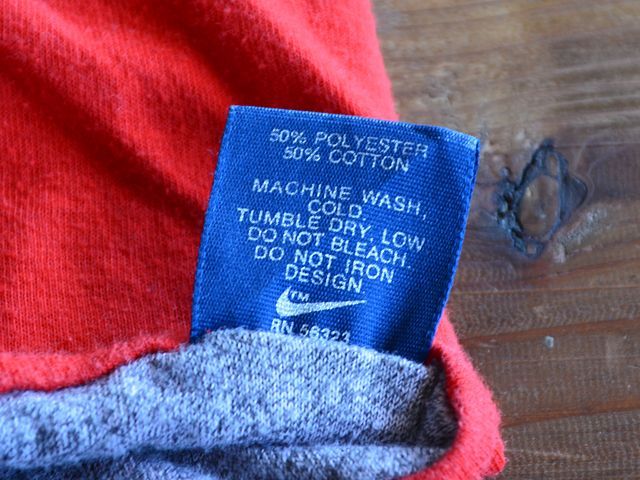 50% POLYESTER
50% COTTON
MACHINE WASH,
COLD.
TUMBLE DRY, LOW
DO NOT BLEACH.
DO NOT IRON
DESIGN
™
RN 56323